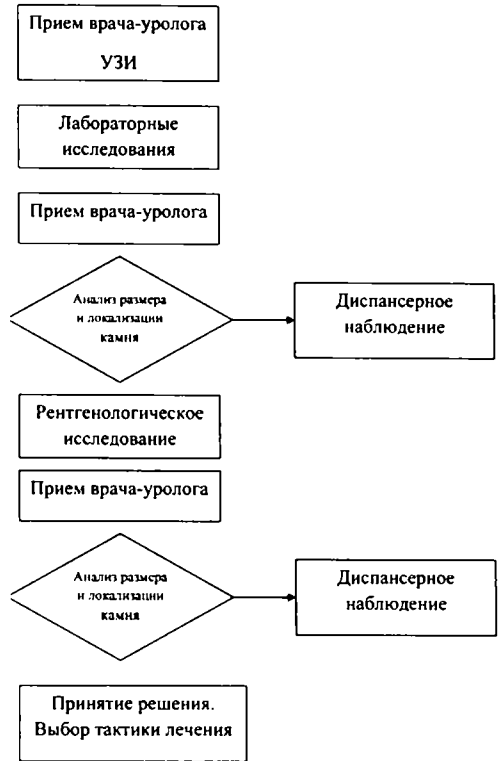 Прием врача-уролога
УЗИ
Лабораторные
исследования
Прием врача-уролога
Анализ размера
и локализации
камня
Диспансерное
наблюдение
Рентгенологическое
исследование
Прием врача-уролога
Анализ размера
и локализации
камня
Диспансерное
наблюдение
Принятие решения.
Выбор тактики лечения